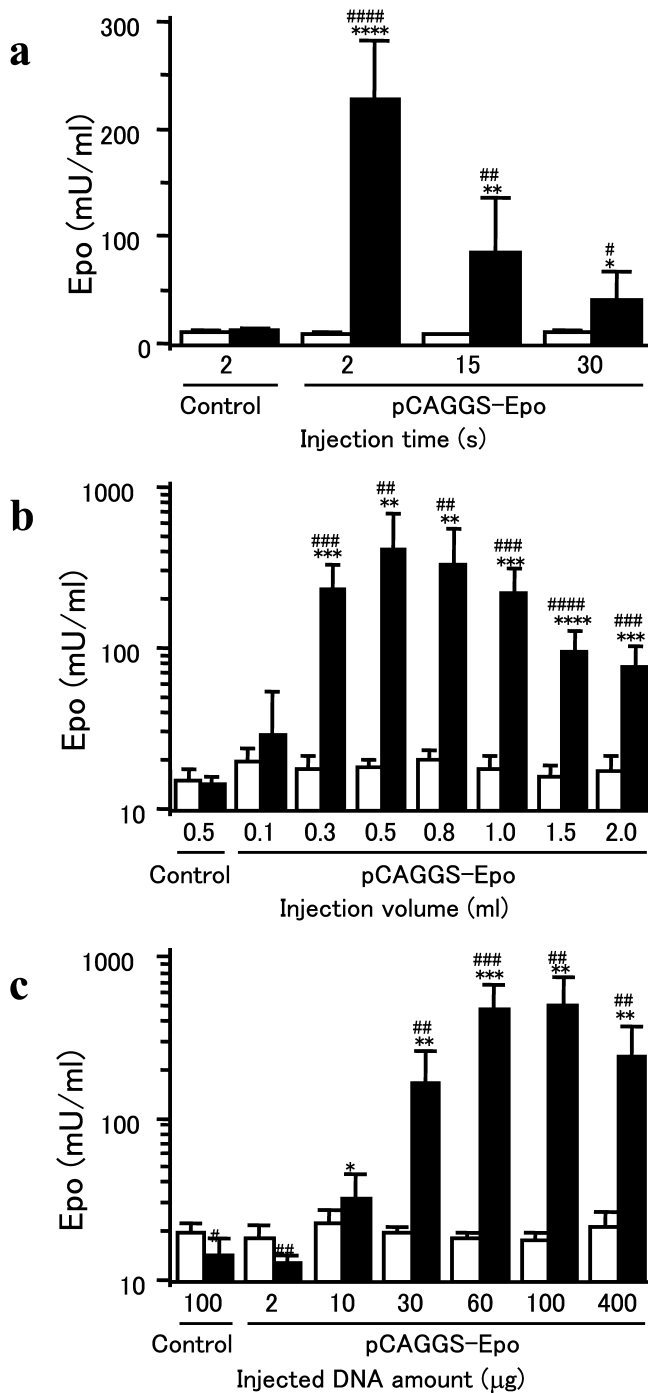 a
300
200
100
0
Epo (mU/ml)
####
****
##
**
#
*
2 2 15 30
Control pCAGGS-Epo
Injection time (s)
b
1000
100
10
Epo (mU/ml)
###
***
##
**
##
**
###
***
####
****
###
***
0.5 0.1 0.3 0.5 0.8 1.0 1.5 2.0
Control pCAGGS-Epo
Injection volume (ml)
c
1000
100
10
Epo (mU/ml)
#
##
*
##
**
###
***
##
**
##
**
100 2 10 30 60 100 400
Control pCAGGS-Epo
Injected DNA amount (μg)